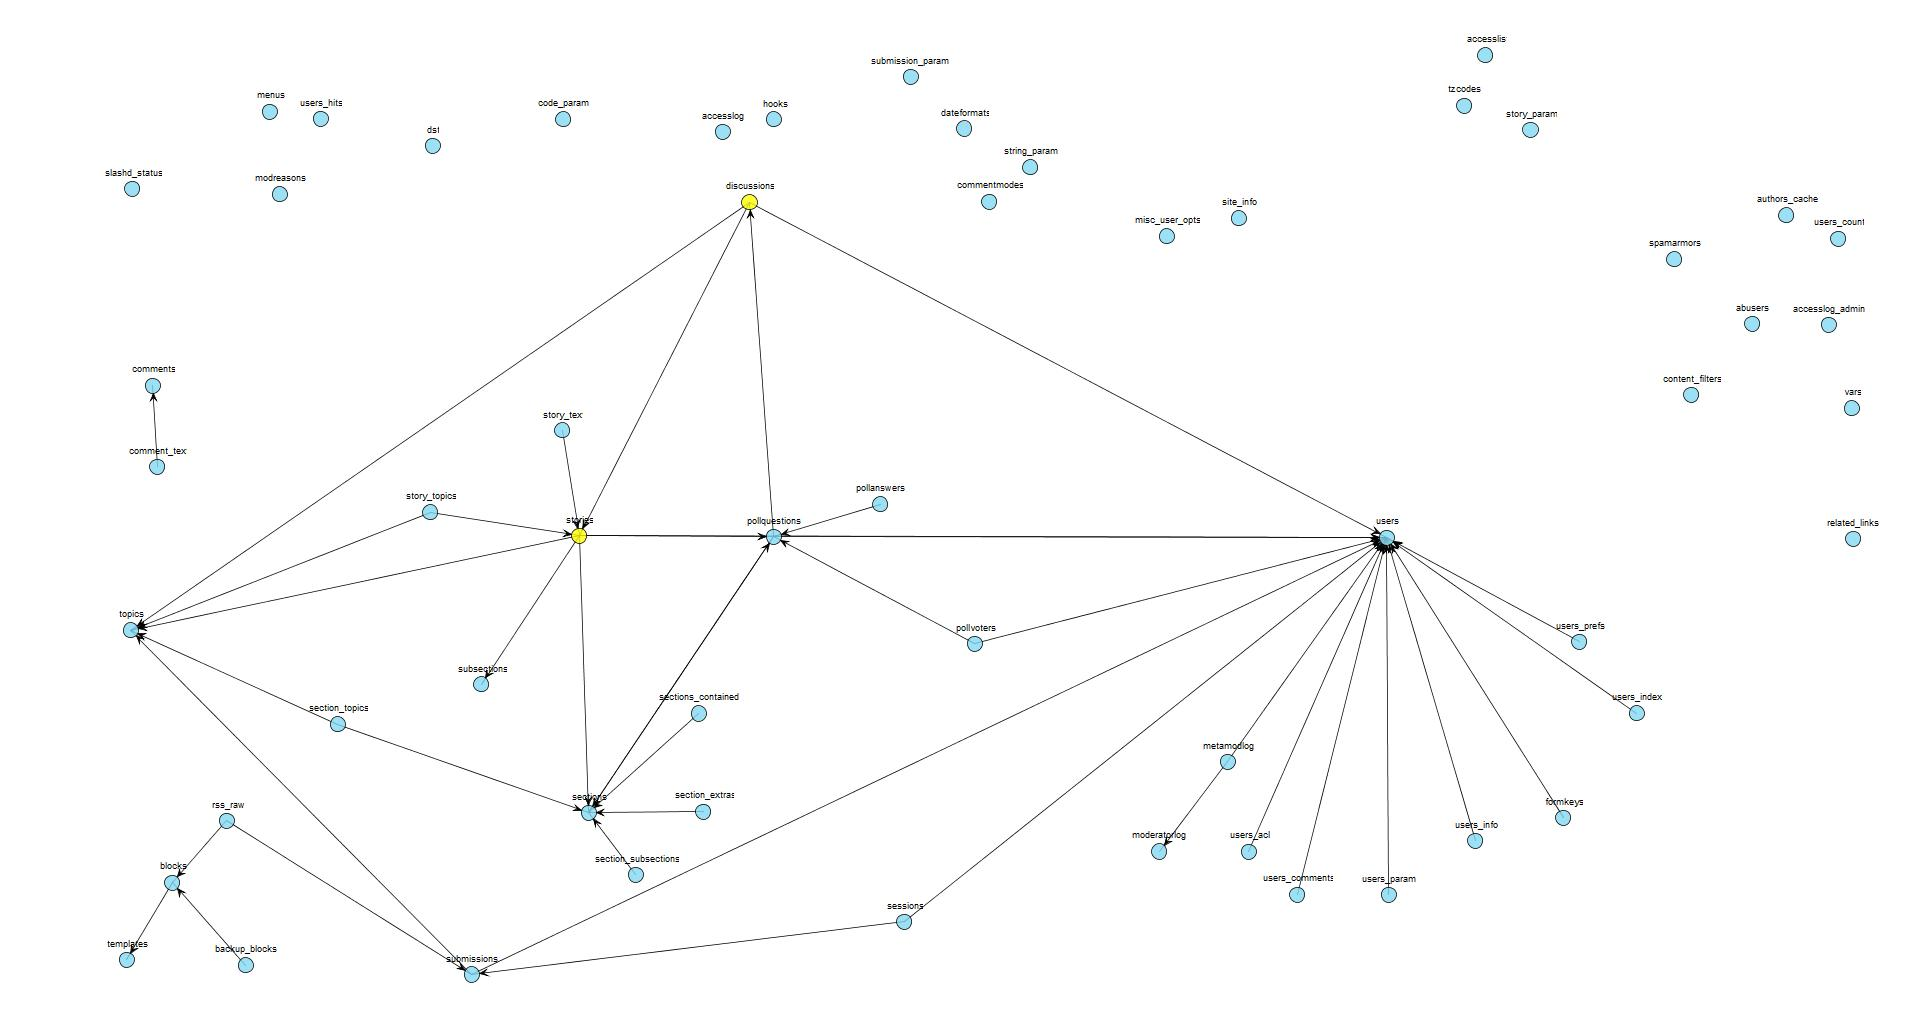 accesslis
submission_param
tzcodes
menus
users_hits
code_param
accesslog
hooks
dateformats
story_param
dst
string_param
slashd_status
modreasons
discussions
commentmodes
misc_user_opts
site_info
authors_cache
users_count
spamarmors
abusers
accesslog_admin
comments
content_filters
vars
story_tex
comment_tex
story_topics
pollanswers
stories
pollquestions
users
related_links
topics
pollvoters
users_prefs
subsections
sections_contained
users_index
section_topics
metamodlog
rss_raw
sections
section_extras
formkeys
moderatorlog
users_acl
users_info
blocks
section_subsections
users_comments
users_param
sessions
templates
backup_blocks
submissions